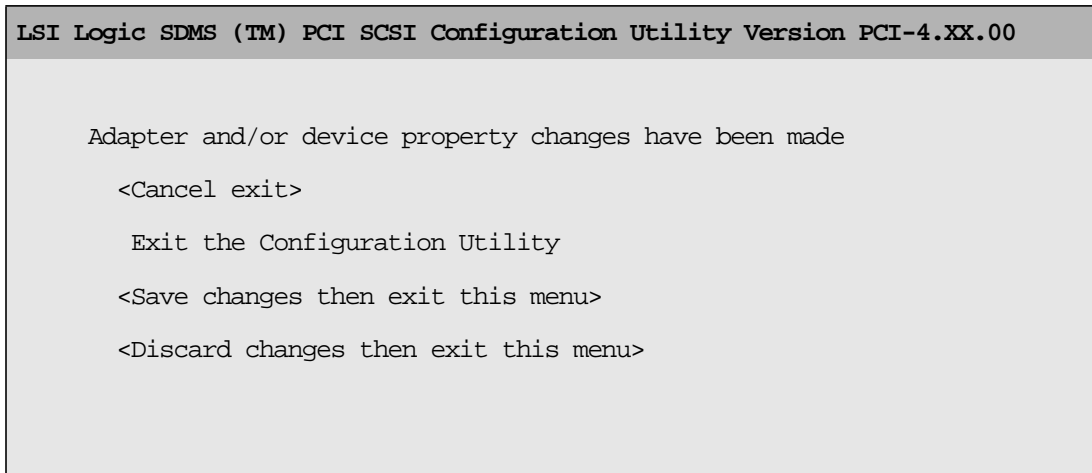 LSI Logic SDMS (TM) PCI SCSI Configuration Utility Version PCI-4.XX.00
Adapter and/or device property changes have been made
<Cancel exit>
Exit the Configuration Utility
<Save changes then exit this menu>
<Discard changes then exit this menu>